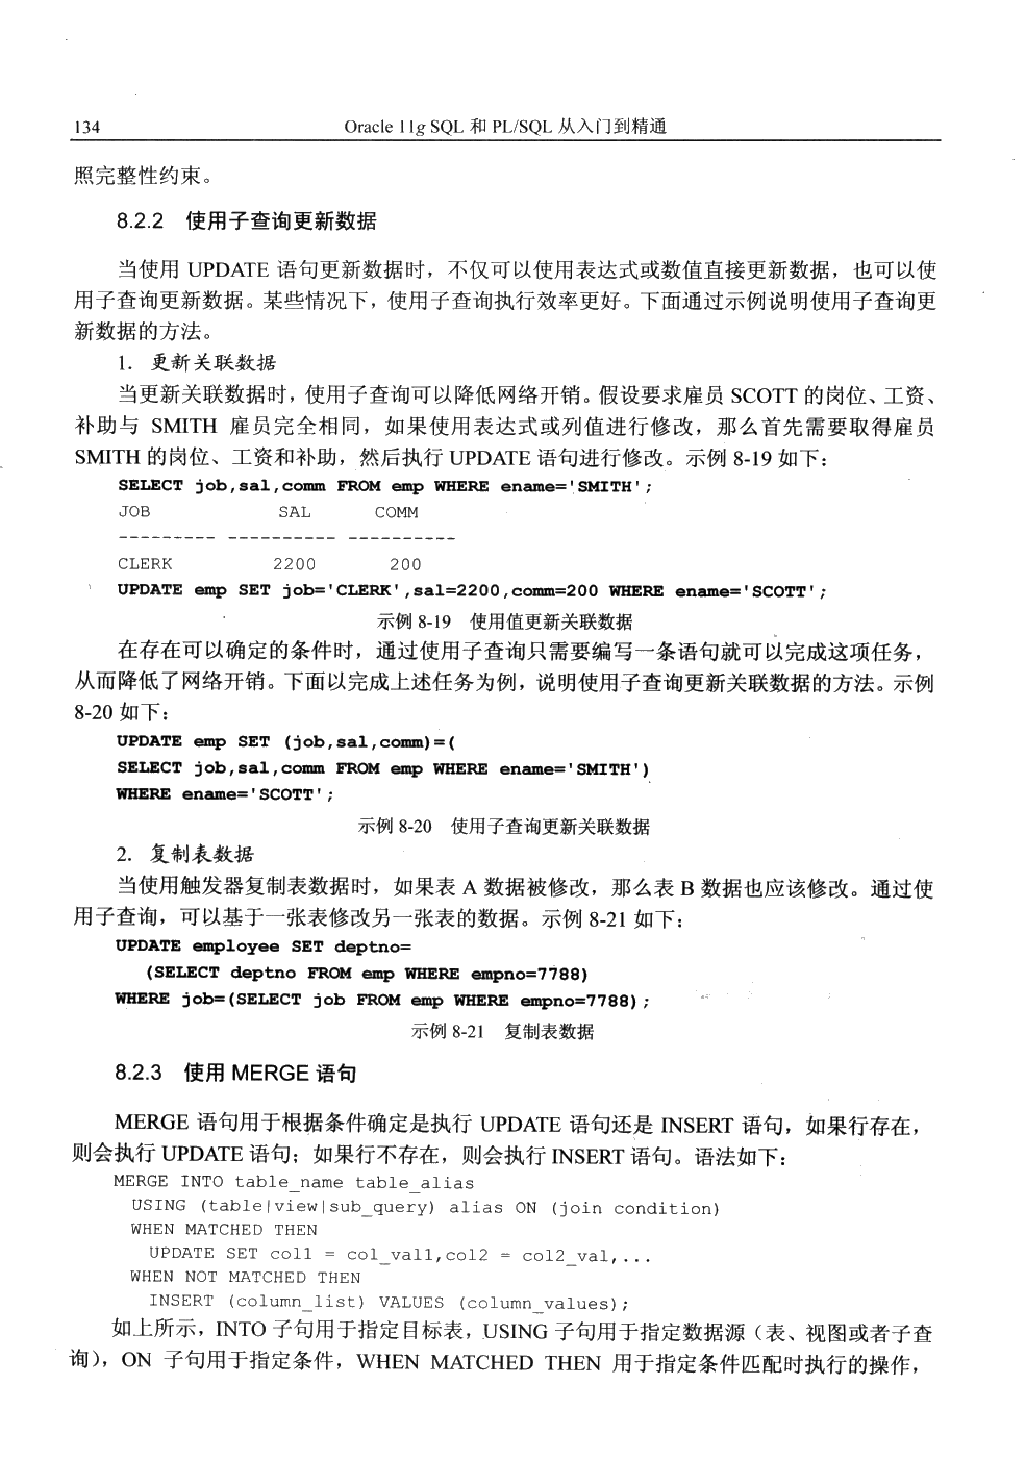 134
Oracle 11g SQL 和 PL/SQL 从入门到精通
照完整性约束。
8.2.2 使用子查询更新数据
当使用 UPDATE 语句更新数据时，不仅可以使用表达式或数值直接更新数据，也可以使
用子查询更新数据。某些情况下，使用子查询执行效率更好。下面通过示例说明使用子查询更
新数据的方法。
1. 更新关联数据
当更新关联数据时，使用子查询可以降低网络开销。假设要求雇员 SCOTT 的岗位、工资、
补助与 SMITH 雇员完全相同，如果使用表达式或列值进行修改，那么首先需要取得雇员
SMITH 的岗位、工资和补助，然后执行 UPDATE 语句进行修改。示例 8-19 如下：
SELECT job,sal,comm FROM emp WHERE ename='SMITH';
JOB SAL COMM
--------- ---------- ----------
CLERK 2200 200
UPDATE emp SET job='CLERK',sal=2200,comm=200 WHERE ename='SCOTT';
示例 8-19 使用值更新关联数据
在存在可以确定的条件时，通过使用子查询只需要编写一条语句就可以完成这项任务，
从而降低了网络开销。下面以完成上述任务为例，说明使用子查询更新关联数据的方法。示例
8-20 如下：
UPDATE emp SET (job,sal,comm)=(
SELECT job,sal,comm FROM emp WHERE ename='SMITH')
WHERE ename='SCOTT';
示例 8-20 使用子查询更新关联数据
2. 复制表数据
当使用触发器复制表数据时，如果表 A 数据被修改，那么表 B 数据也应该修改。通过使
用子查询，可以基于一张表修改另一张表的数据。示例 8-21 如下：
UPDATE employee SET deptno=
(SELECT deptno FROM emp WHERE empno=7788)
WHERE job=(SELECT job FROM emp WHERE empno=7788);
示例 8-21 复制表数据
8.2.3 使用 MERGE 语句
MERGE 语句用于根据条件确定是执行 UPDATE 语句还是 INSERT 语句，如果行存在，
则会执行 UPDATE 语句；如果行不存在，则会执行 INSERT 语句。语法如下：
MERGE INTO table_name table_alias
USING (table|view|sub_query) alias ON (join condition)
WHEN MATCHED THEN
UPDATE SET col1 = col_val1,col2 = col2_val,...
WHEN NOT MATCHED THEN
INSERT (column_list) VALUES (column_values);
如上所示，INTO 子句用于指定目标表，USING 子句用于指定数据源（表、视图或者子查
询），ON 子句用于指定条件，WHEN MATCHED THEN 用于指定条件匹配时执行的操作，